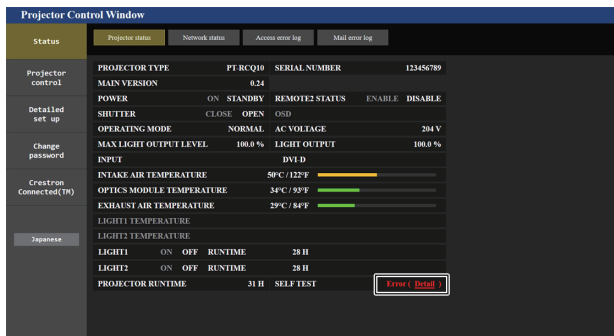 Projector Control Window
Status
Projector status Network status Access error log Mail error log
Projector control
Detailed set up
Change password
Crestron Connected(TM)
Japanese
PROJECTOR TYPE PT-RCQ10 SERIAL NUMBER 123456789
MAIN VERSION 0.24
POWER ON STANDBY REMOTE2 STATUS ENABLE DISABLE
SHUTTER CLOSE OPEN OSD
OPERATING MODE NORMAL AC VOLTAGE 204 V
MAX LIGHT OUTPUT LEVEL 100.0 % LIGHT OUTPUT 100.0 %
INPUT DVI-D
INTAKE AIR TEMPERATURE 50°C / 122°F
OPTICS MODULE TEMPERATURE 34°C / 93°F
EXHAUST AIR TEMPERATURE 29°C / 84°F
LIGHT1 TEMPERATURE
LIGHT2 TEMPERATURE
LIGHT1 ON OFF RUNTIME 28 H
LIGHT2 ON OFF RUNTIME 28 H
PROJECTOR RUNTIME 31 H SELF TEST Error ( Detail )